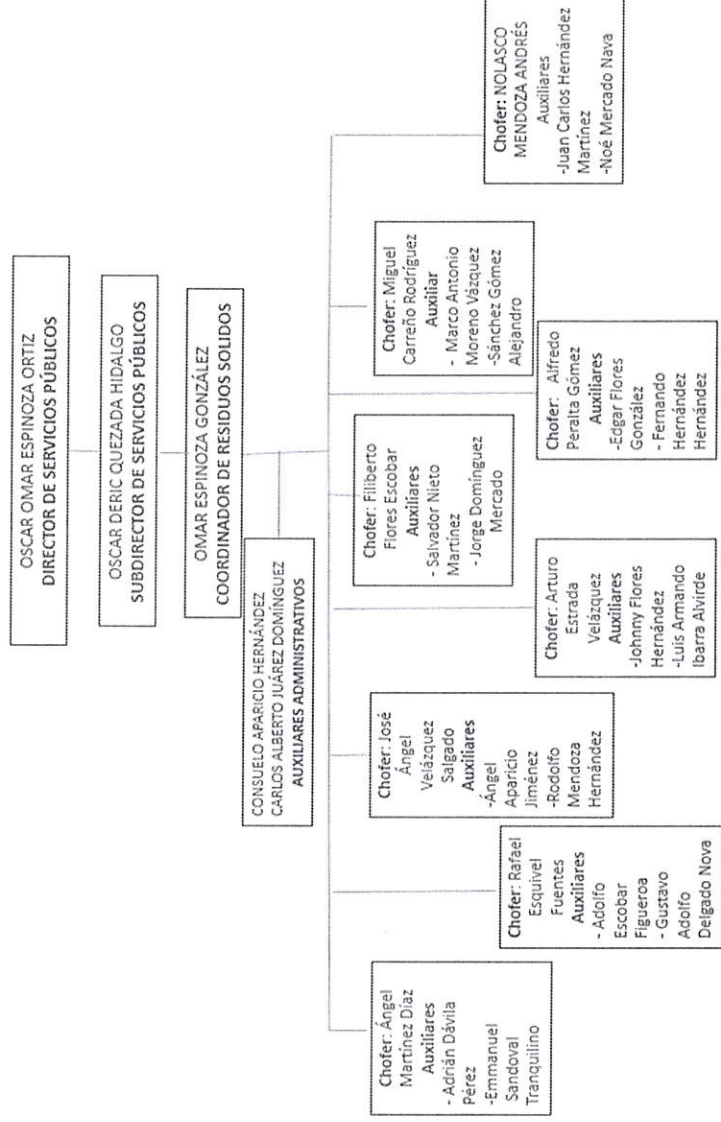 OSCAR OMAR ESPINOZA ORTIZ
DIRECTOR DE SERVICIOS PÚBLICOS
OSCAR DERIC QUEZADA HIDALGO
SUBDIRECTOR DE SERVICIOS PÚBLICOS
OMAR ESPINOZA GONZÁLEZ
COORDINADOR DE RESIDUOS SOLIDOS
CONSUELO APARICIO HERNÁNDEZ
CARLOS ALBERTO JUÁREZ DOMÍNGUEZ
AUXILIARES ADMINISTRATIVOS
Chofer: Ángel
Martínez Díaz
Auxiliares
- Adrián Dávila
Pérez
-Emmanuel
Sandoval
Tranquilino
Chofer: Rafael
Esquivel
Fuentes
Auxiliares
- Adolfo
Escobar
Figueroa
- Gustavo
Adolfo
Delgado Nova
Chofer: José
Ángel
Velázquez
Salgado
Auxiliares
-Ángel
Aparicio
Jiménez
-Rodolfo
Mendoza
Hernández
Chofer: Arturo
Estrada
Velázquez
Auxiliares
-Johnny Flores
Hernández
-Luis Armando
Ibarra Alvirde
Chofer: Filiberto
Flores Escobar
Auxiliares
- Salvador Nieto
Martínez
- Jorge Domínguez
Mercado
Chofer: Alfredo
Peralta Gómez
Auxiliares
-Edgar Flores
González
- Fernando
Hernández
Hernández
Chofer: Miguel
Carreño Rodríguez
Auxiliar
- Marco Antonio
Moreno Vázquez
-Sánchez Gómez
Alejandro
Chofer: NOLASCO
MENDOZA ANDRÉS
Auxiliares
-Juan Carlos Hernández
Martínez
-Noé Mercado Nava